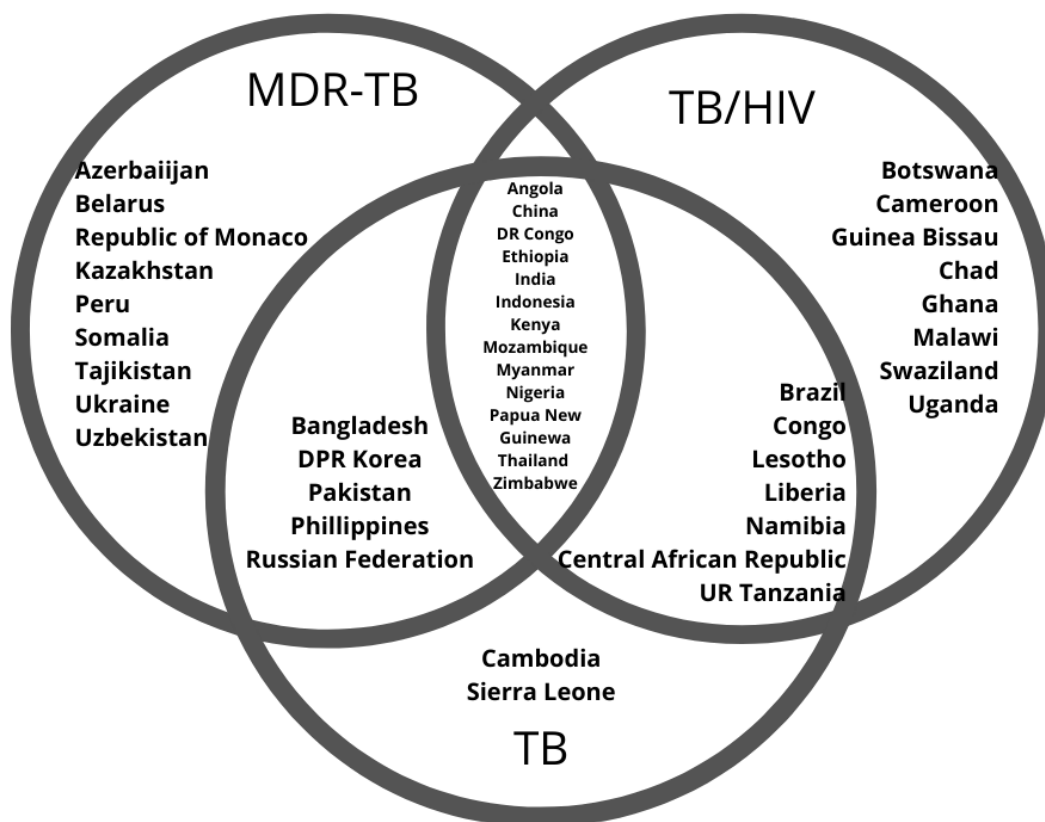 MDR-TB
TB/HIV
Azerbaiijan
Belarus
Republic of Monaco
Kazakhstan
Peru
Somalia
Tajikistan
Ukraine
Uzbekistan
Angola
China
DR Congo
Ethiopia
India
Indonesia
Kenya
Mozambique
Myanmar
Nigeria
Papua New
Guinewa
Thailand
Zimbabwe
Botswana
Cameroon
Guinea Bissau
Chad
Ghana
Malawi
Swaziland
Uganda
Bangladesh
DPR Korea
Pakistan
Phillippines
Russian Federation
Brazil
Congo
Lesotho
Liberia
Namibia
Central African Republic
UR Tanzania
Cambodia
Sierra Leone
TB